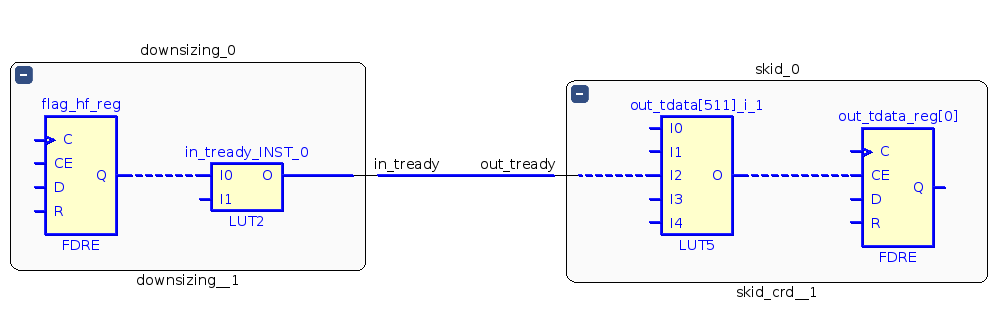 downsizing_0
flag_hf_reg
C
CE
D
R
Q
FDRE
in_tready_INST_0
I0
I1
O
LUT2
downsizing__1
in_tready
out_tready
skid_0
out_tdata[511]_i_1
I0
I1
I2
I3
I4
O
LUT5
out_tdata_reg[0]
C
CE
D
R
Q
FDRE
skid_crd__1